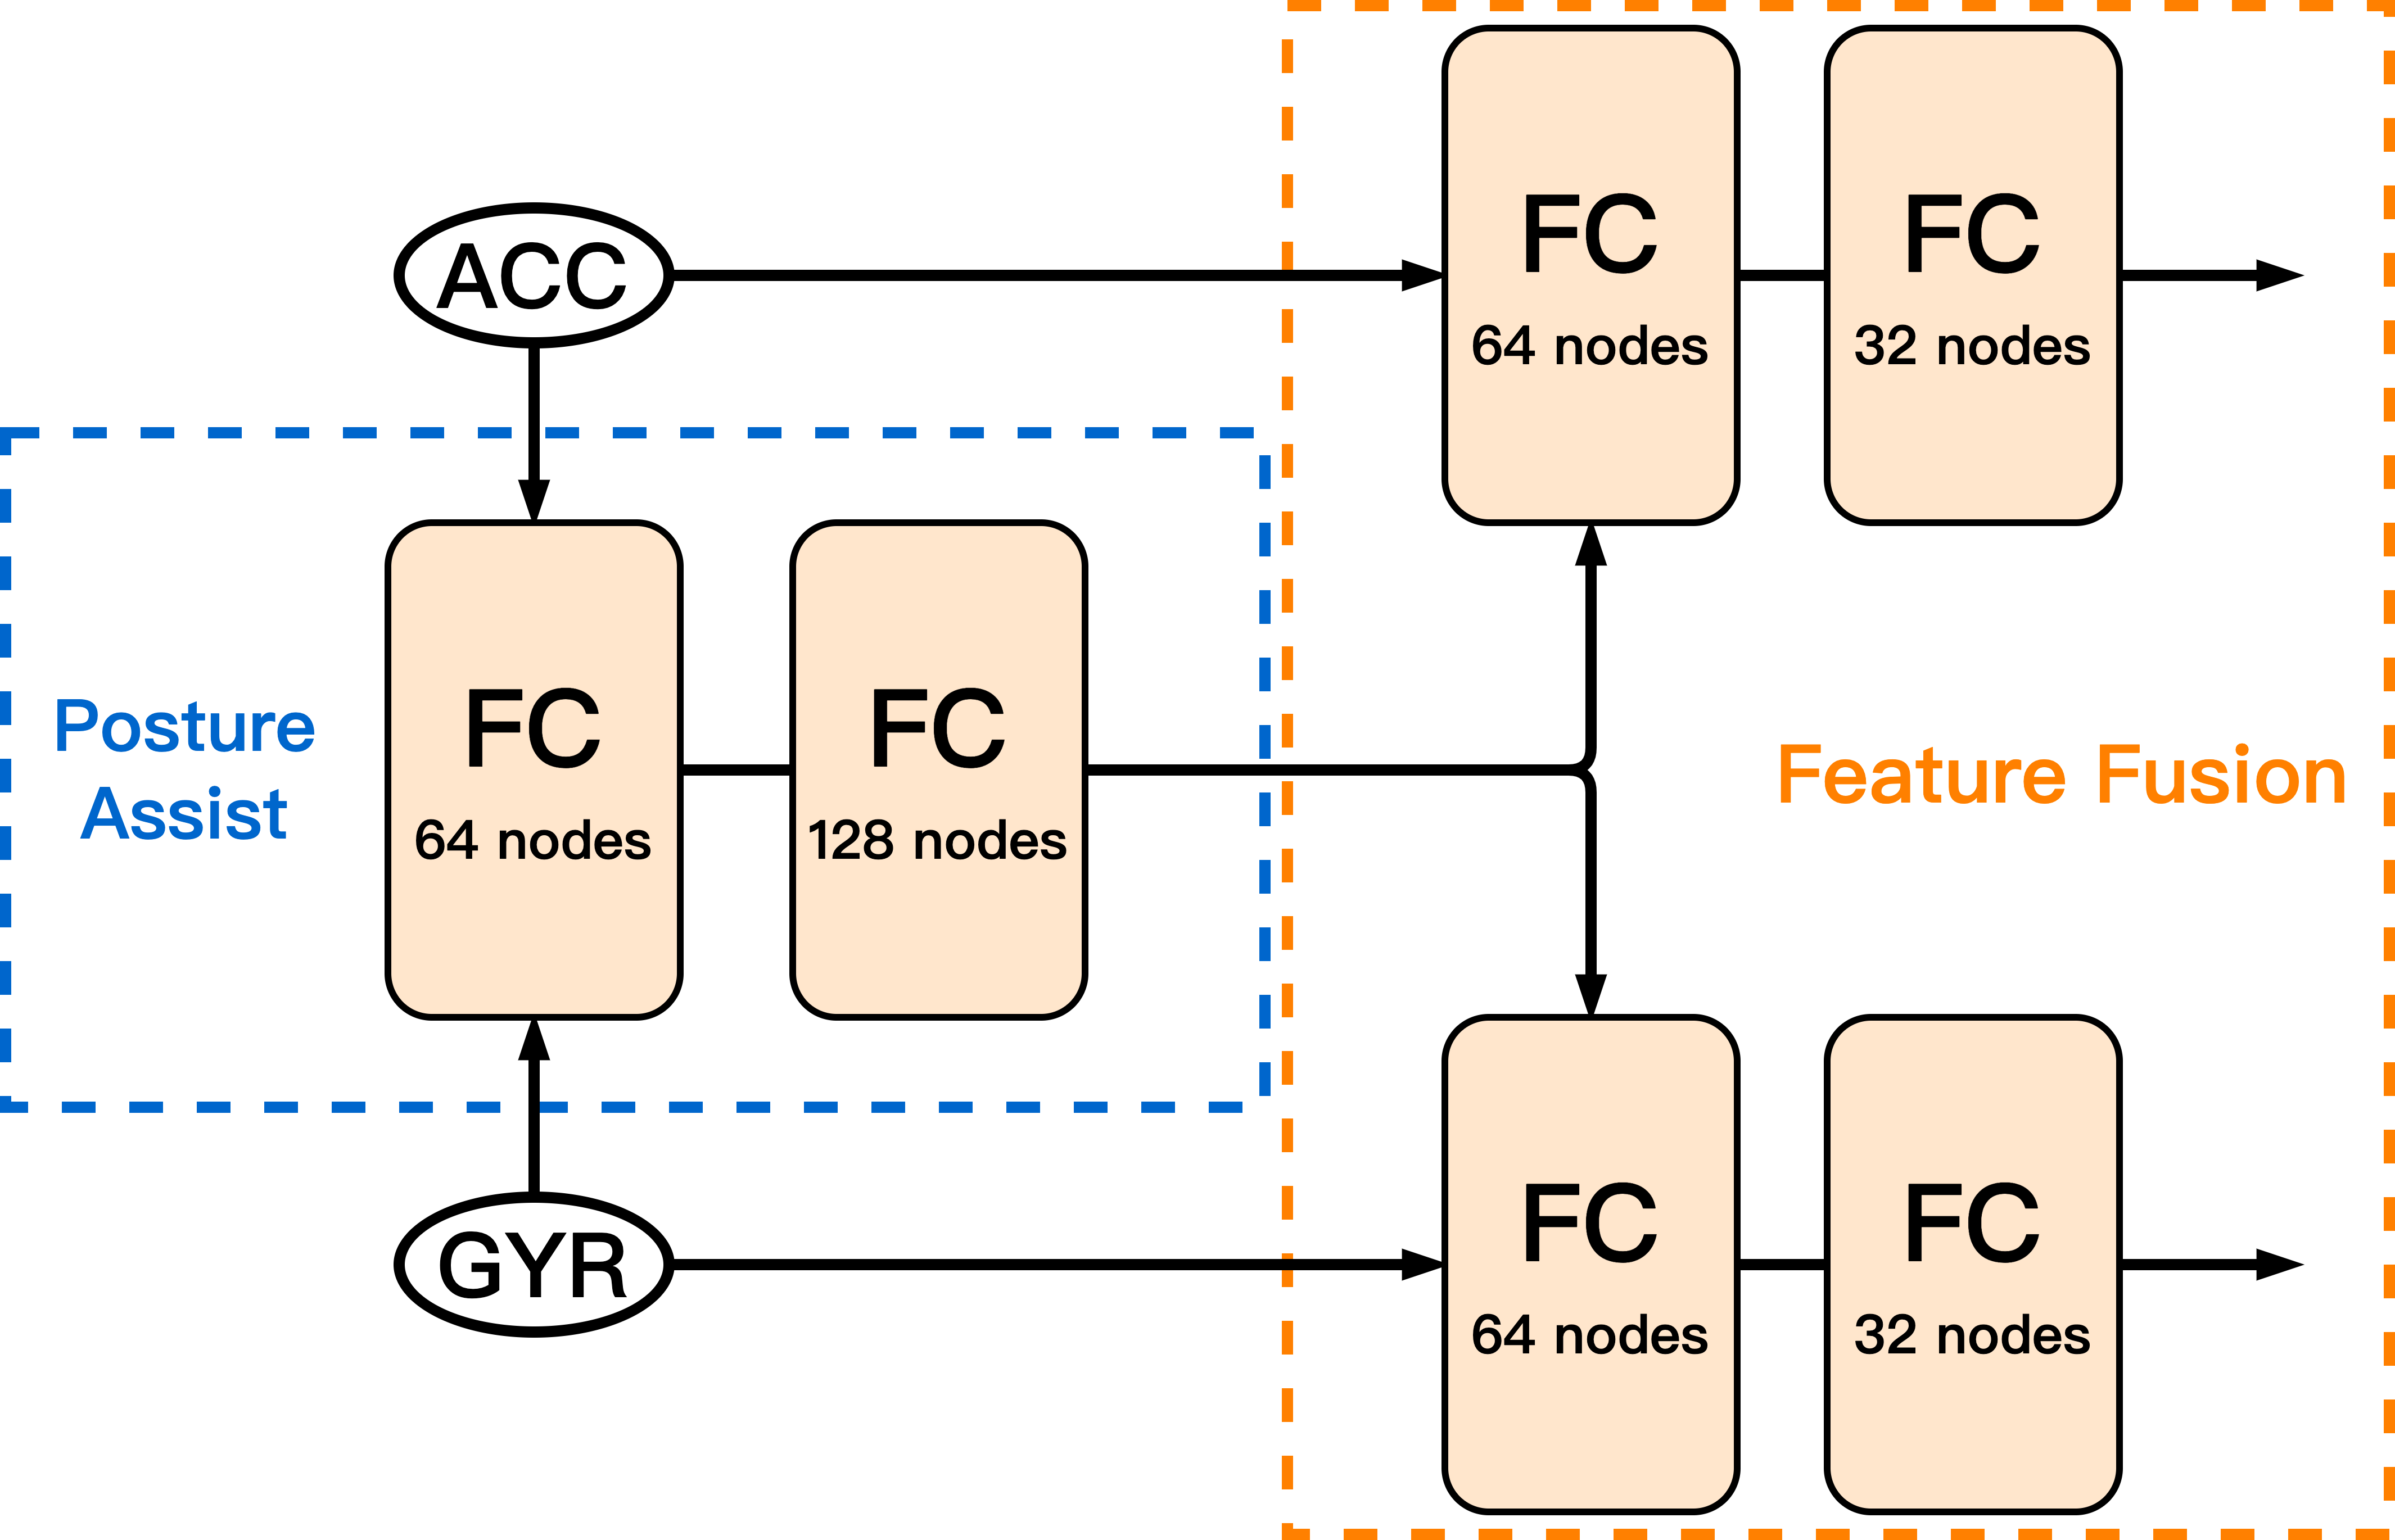 ACC
FC
64 nodes
FC
32 nodes
Posture
Assist
FC
64 nodes
FC
128 nodes
Feature Fusion
GYR
FC
64 nodes
FC
32 nodes